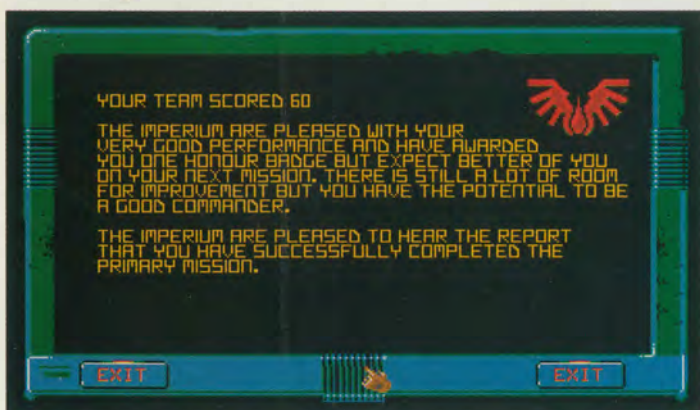 YOUR TEAM SCORED 60
THE IMPERIUM ARE PLEASED WITH YOUR
VERY GOOD PERFORMANCE AND HAVE AWARDED
YOU ONE HONOUR BADGE BUT EXPECT BETTER OF YOU
ON YOUR NEXT MISSION. THERE IS STILL A LOT OF ROOM
FOR IMPROVEMENT BUT YOU HAVE THE POTENTIAL TO BE
A GOOD COMMANDER.
THE IMPERIUM ARE PLEASED TO HEAR THE REPORT
THAT YOU HAVE SUCCESSFULLY COMPLETED THE
PRIMARY MISSION.
EXIT EXIT